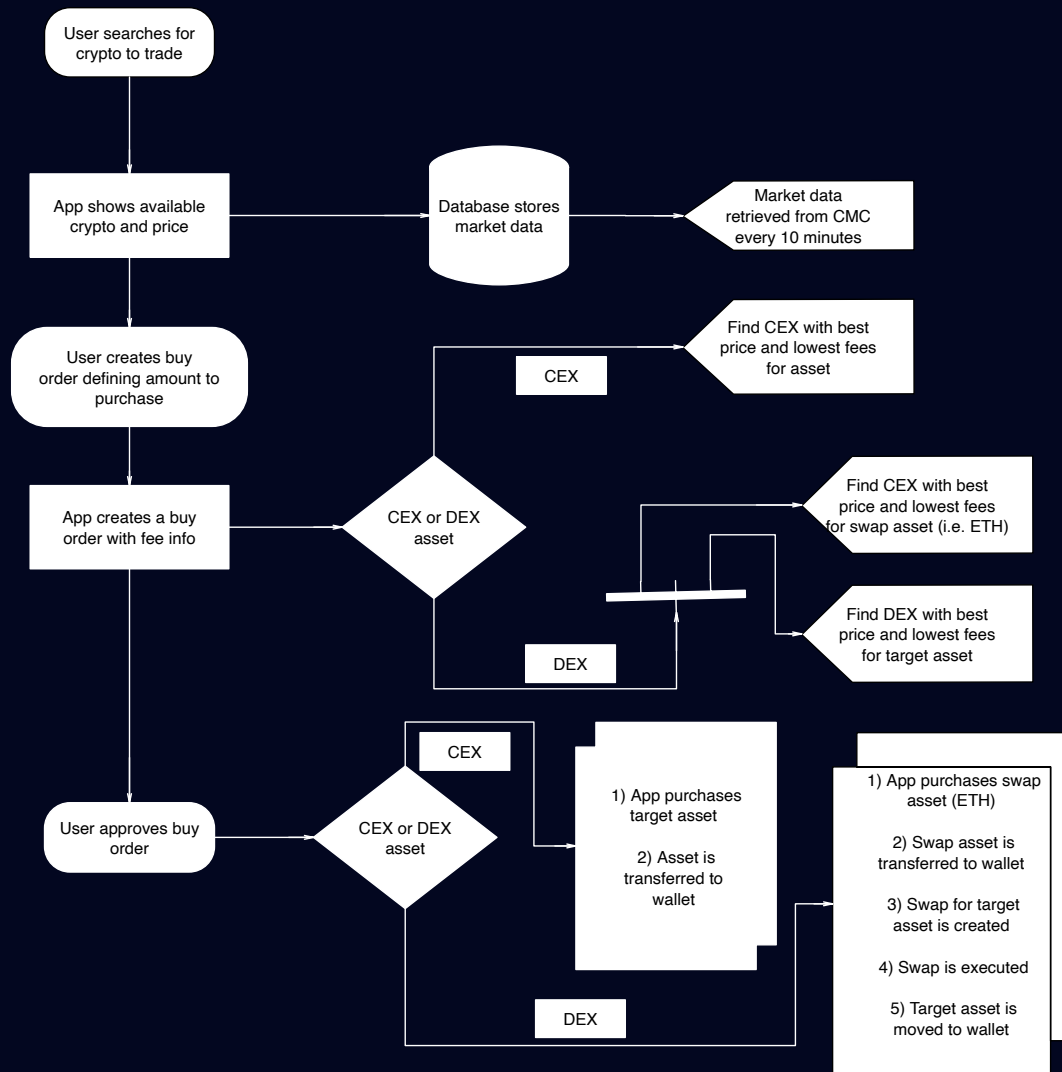 User searches for
crypto to trade
App shows available
crypto and price
Database stores
market data
Market data
retrieved from CMC
every 10 minutes
User creates buy
order defining amount to
purchase
CEX
Find CEX with best
price and lowest fees
for asset
App creates a buy
order with fee info
CEX or DEX
asset
Find CEX with best
price and lowest fees
for swap asset (i.e. ETH)
DEX
Find DEX with best
price and lowest fees
for target asset
User approves buy
order
CEX or DEX
asset
CEX
1) App purchases
target asset
2) Asset is
transferred to
wallet
DEX
1) App purchases swap
asset (ETH)
2) Swap asset is
transferred to wallet
3) Swap for target
asset is created
4) Swap is executed
5) Target asset is
moved to wallet